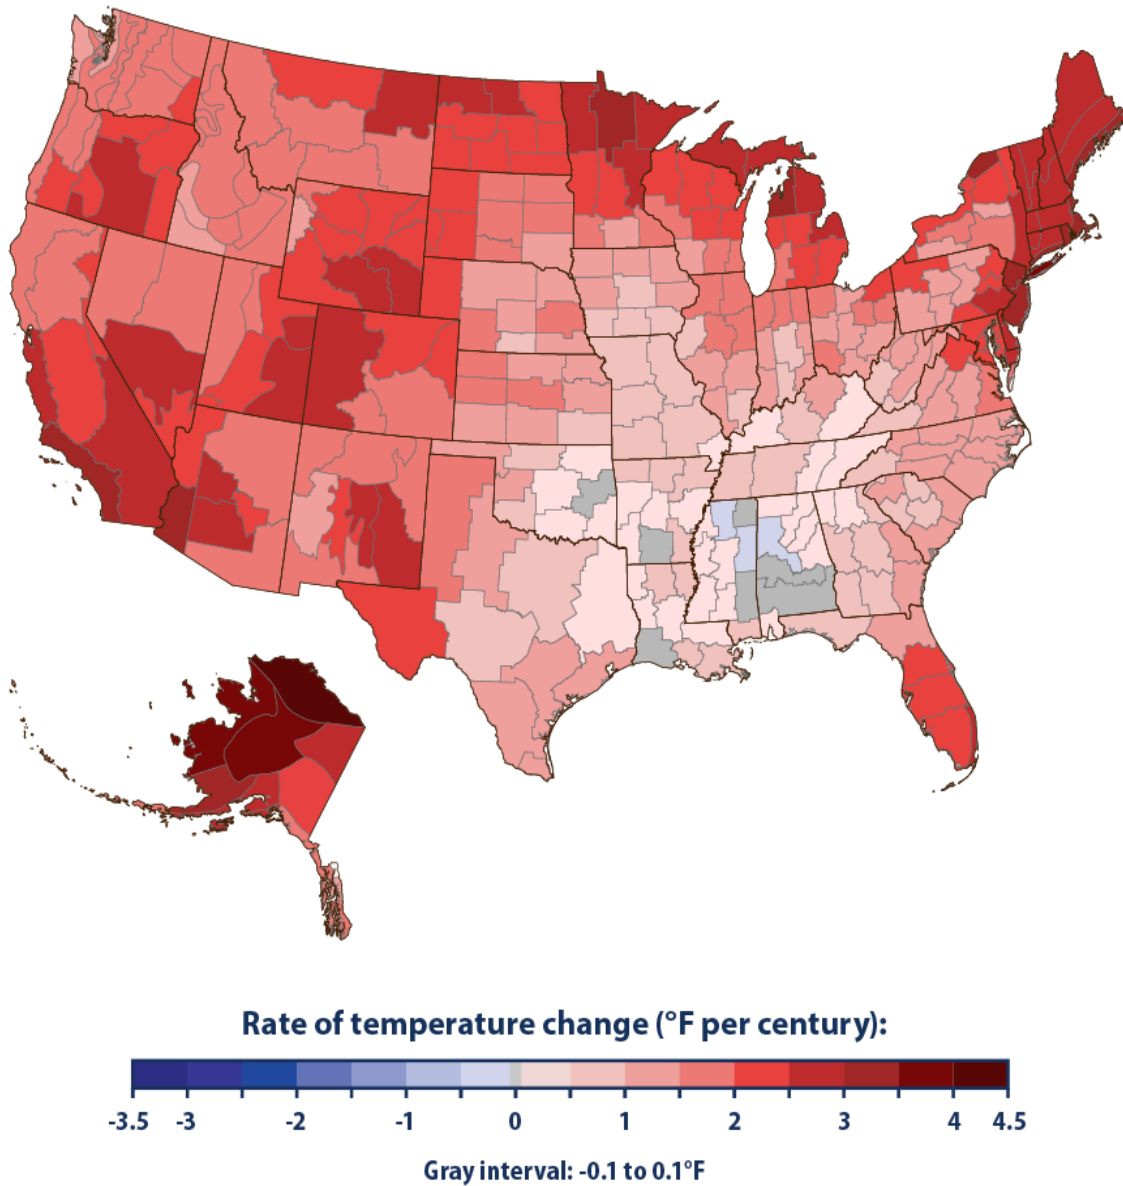 Rate of temperature change (°F per century):
-3.5 -3 -2 -1 0 1 2 3 4 4.5
Gray interval: -0.1 to 0.1°F